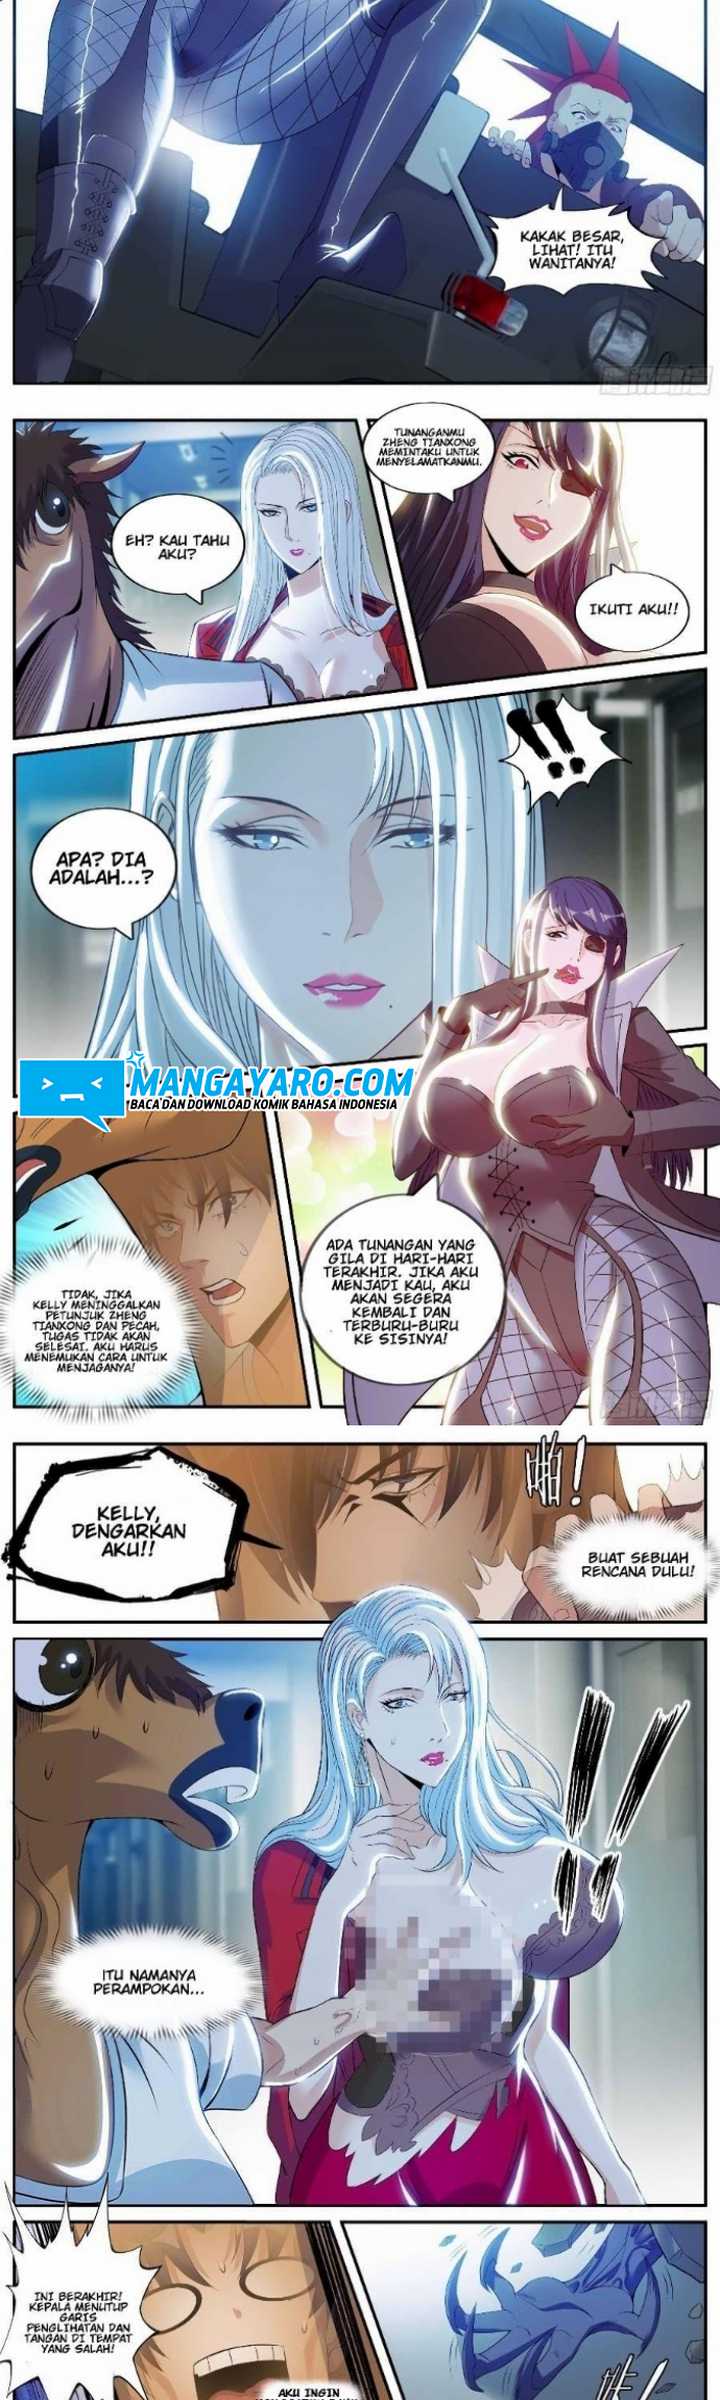 KAKAK BESAR,
LIHAT! ITU
WANITANYA!
TUNANGANMU
ZHENG
TIANXONG
MEMINTAKU UNTUK
MENYELAMATKANMU.
EH? KAU TAHU
AKU?
IKUTI AKU!!
!!
APA? DIA
ADALAH...?
MANGAYARO.COM
BACA DAN DOWNLOAD KOMIK BAHASA INDONESIA
ADA TUNANGAN YANG
GILA DI HARI-HARI
TERAKHIR. JIKA AKU
MENJADI KAU, AKU
AKAN SEGERA
KEMBALI DAN
TERBURU-BURU
KE SISINYA!
TIDAK, JIKA
KELLY MENINGGALKAN
PETUNJUK ZHENG
TIANXONG DAN PECAH,
TUGAS TIDAK AKAN
SELESAI. AKU HARUS
MENEMUKAN CARA UNTUK
MENJAGANYA!
KELLY,
DENGARKAN
AKU!!
啪!
BUAT SEBUAH
RENCANA DULU!
!!
ITU NAMANYA
PERAMPOKAN...
INI BERAKHIR!
KEPALA MENUTUP
GARIS
PENGLIHATAN DAN
TANGAN DI TEMPAT
YANG SALAH!
AKU INGIN